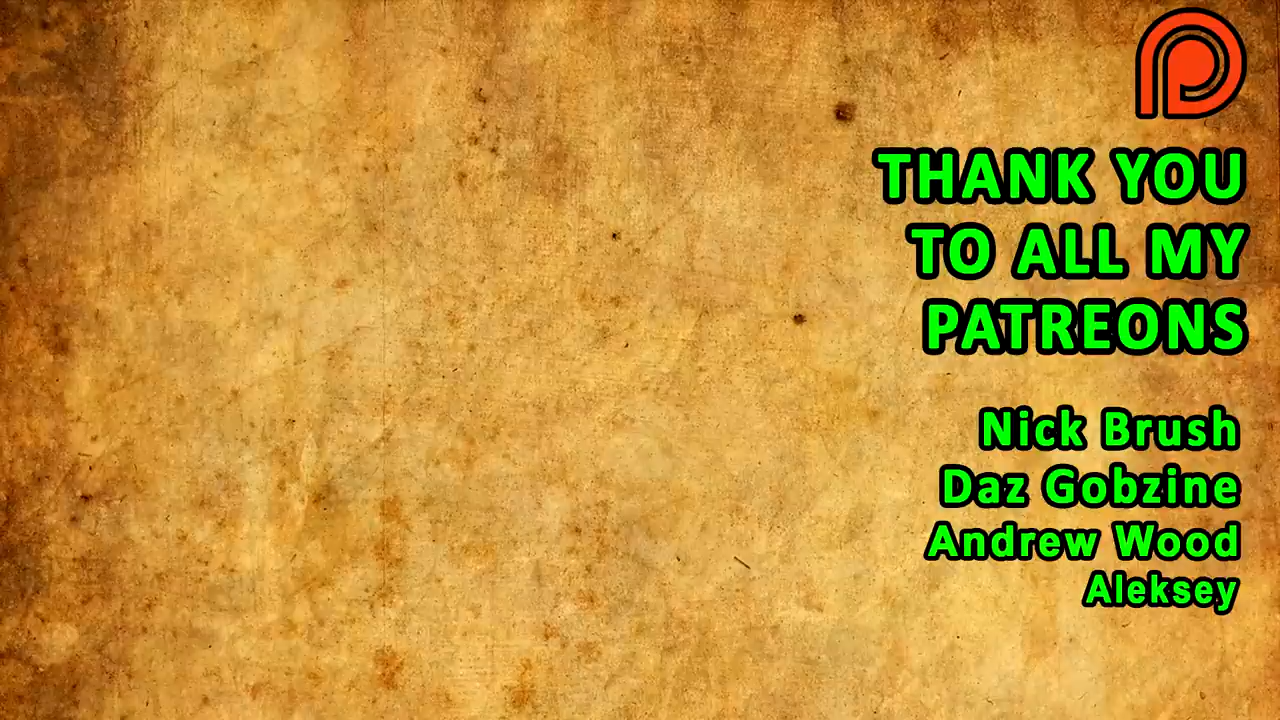 THANK YOU
TO ALL MY
PATREONS
Nick Brush
Daz Gobzine
Andrew Wood
Aleksey